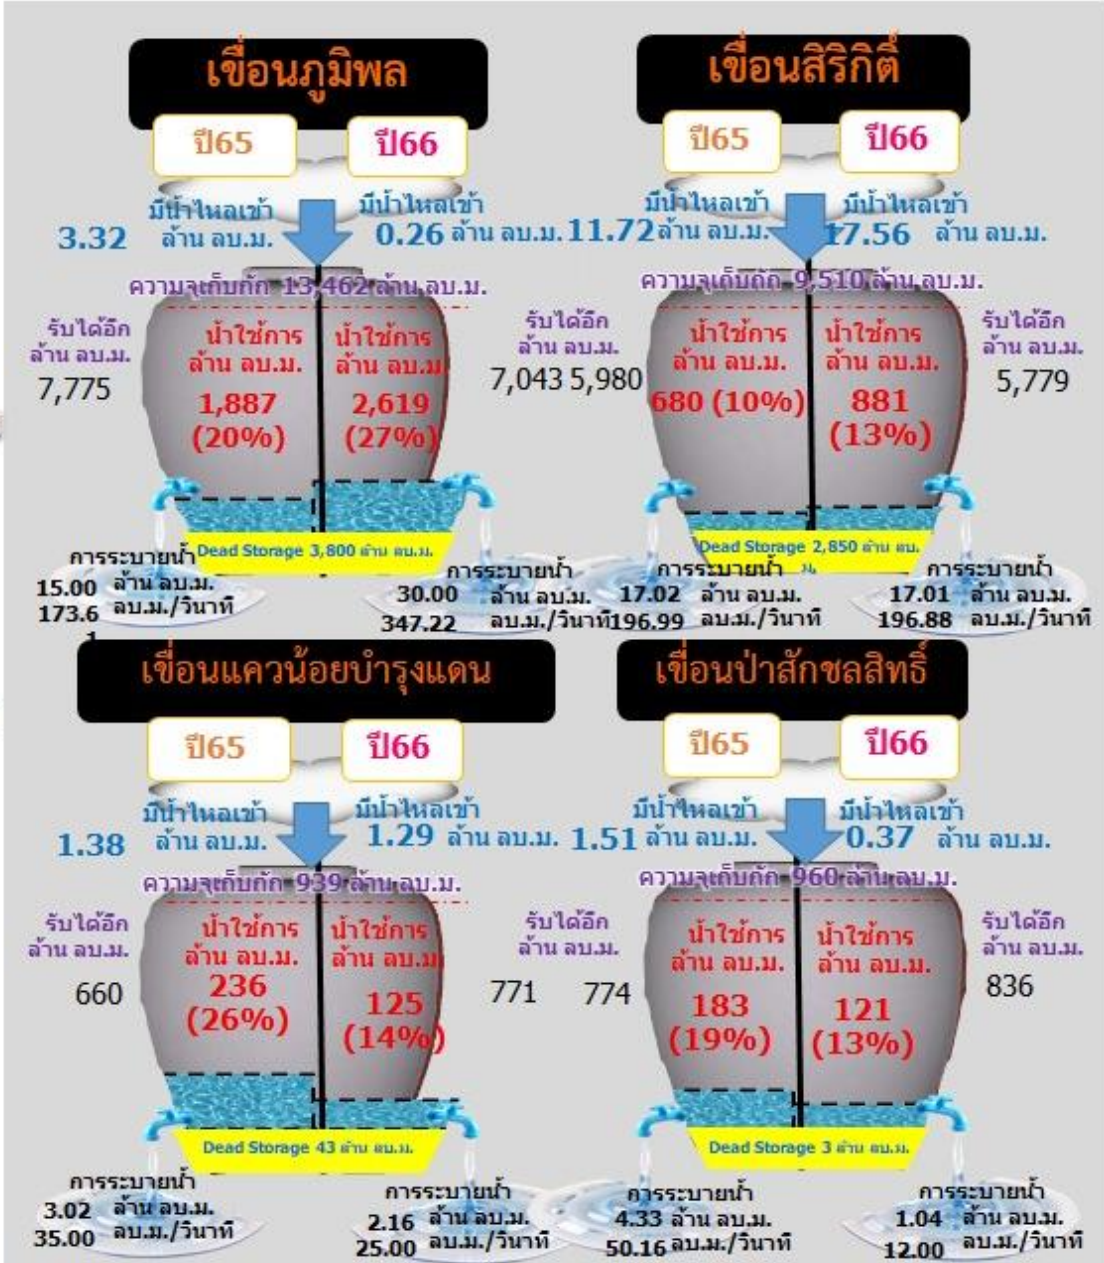 เขื่อนภูมิพล
ปี65 ปี66
มีน้ำไหลเข้า มีน้ำไหลเข้า
3.32 ล้าน ลบ.ม. 0.26 ล้าน ลบ.ม.
ความจุเก็บกัก 13,462 ล้าน ลบ.ม.
รับได้อีก
ล้าน ลบ.ม.
7,775
น้ำใช้การ
ล้าน ลบ.ม.
1,887
(20%)
น้ำใช้การ
ล้าน ลบ.ม.
2,619
(27%)
รับได้อีก
ล้าน ลบ.ม.
7,043
Dead Storage 3,800 ล้าน ลบ.ม.
การระบายน้ำ
15.00 ล้าน ลบ.ม.
173.6 ลบ.ม./วินาที
1
การระบายน้ำ
30.00 ล้าน ลบ.ม.
347.22 ลบ.ม./วินาที
เขื่อนสิริกิติ์
ปี65 ปี66
มีน้ำไหลเข้า มีน้ำไหลเข้า
11.72 ล้าน ลบ.ม. 17.56 ล้าน ลบ.ม.
ความจุเก็บกัก 9,510 ล้าน ลบ.ม.
5,980
น้ำใช้การ
ล้าน ลบ.ม.
680 (10%)
น้ำใช้การ
ล้าน ลบ.ม.
881
(13%)
รับได้อีก
ล้าน ลบ.ม.
5,779
Dead Storage 2,850 ล้าน ลบ.
ม.
การระบายน้ำ
17.02 ล้าน ลบ.ม.
196.99 ลบ.ม./วินาที
การระบายน้ำ
17.01 ล้าน ลบ.ม.
196.88 ลบ.ม./วินาที
เขื่อนแควน้อยบำรุงแดน
ปี65 ปี66
มีน้ำไหลเข้า มีน้ำไหลเข้า
1.38 ล้าน ลบ.ม. 1.29 ล้าน ลบ.ม.
ความจุเก็บกัก 939 ล้าน ลบ.ม.
รับได้อีก
ล้าน ลบ.ม.
660
น้ำใช้การ
ล้าน ลบ.ม.
236
(26%)
น้ำใช้การ
ล้าน ลบ.ม.
125
(14%)
รับได้อีก
ล้าน ลบ.ม.
771
Dead Storage 43 ล้าน ลบ.ม.
การระบายน้ำ
3.02 ล้าน ลบ.ม.
35.00 ลบ.ม./วินาที
การระบายน้ำ
2.16 ล้าน ลบ.ม.
25.00 ลบ.ม./วินาที
เขื่อนป่าสักชลสิทธิ์
ปี65 ปี66
มีน้ำไหลเข้า มีน้ำไหลเข้า
1.51 ล้าน ลบ.ม. 0.37 ล้าน ลบ.ม.
ความจุเก็บกัก 960 ล้าน ลบ.ม.
774
น้ำใช้การ
ล้าน ลบ.ม.
183
(19%)
น้ำใช้การ
ล้าน ลบ.ม.
121
(13%)
รับได้อีก
ล้าน ลบ.ม.
836
Dead Storage 3 ล้าน ลบ.ม.
การระบายน้ำ
4.33 ล้าน ลบ.ม.
50.16 ลบ.ม./วินาที
การระบายน้ำ
1.04 ล้าน ลบ.ม.
12.00 ลบ.ม./วินาที